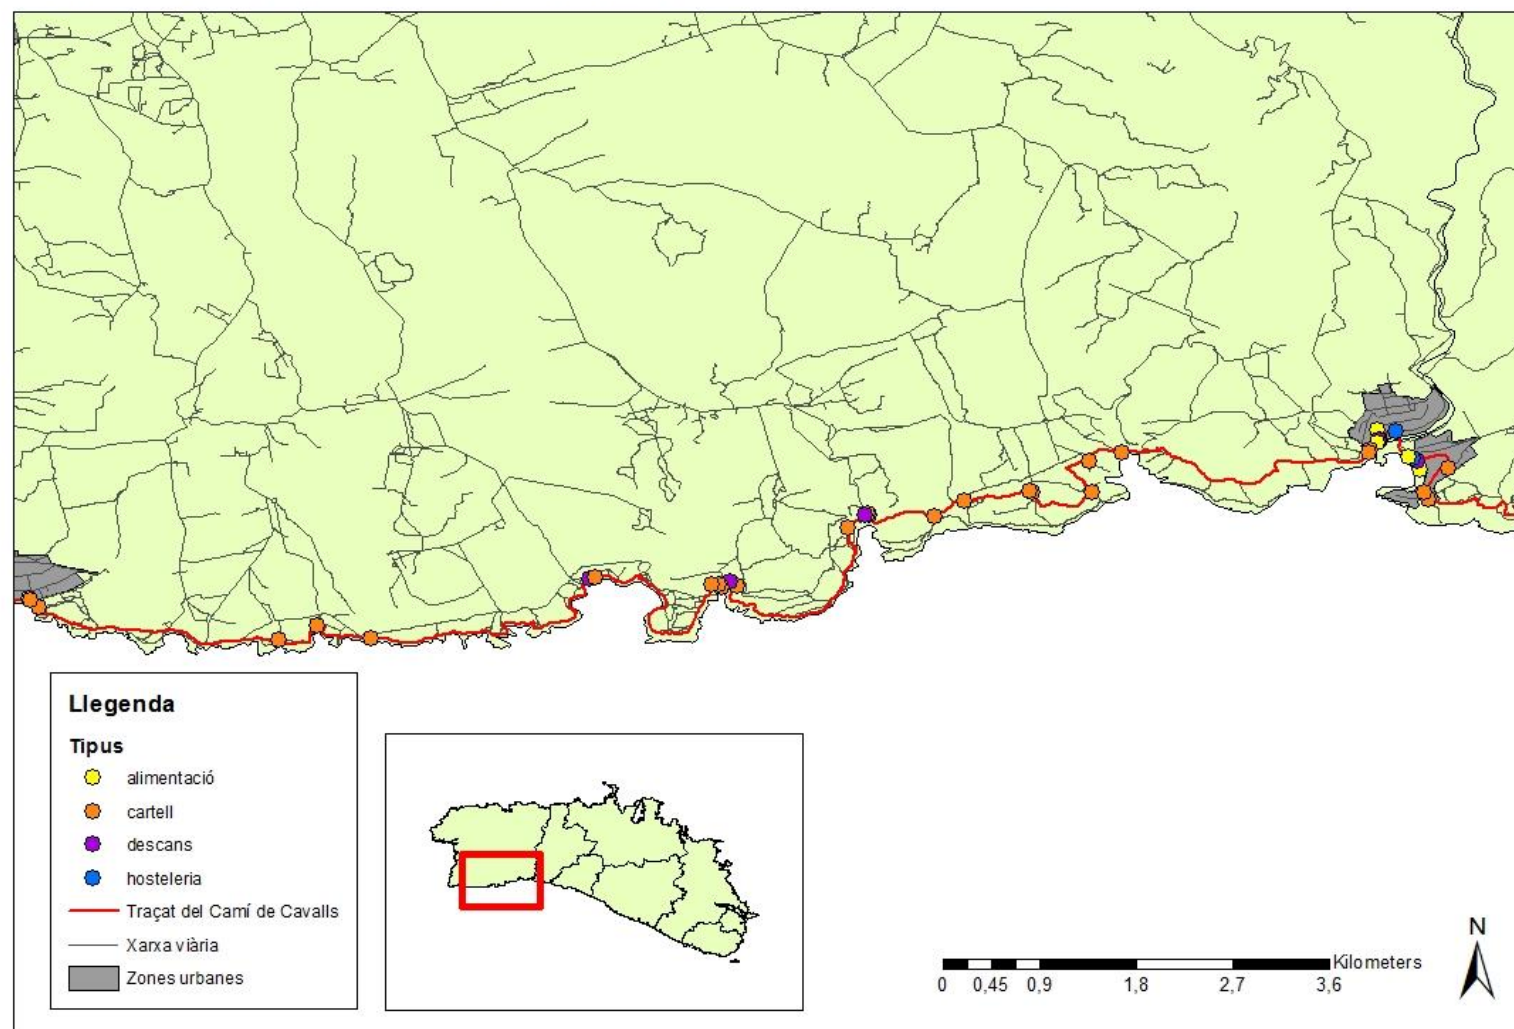 Llegenda
Tipus
alimentació
cartell
descans
hosteleria
Traçat del Camí de Cavalls
Xarxa viària
Zones urbanes
N
Kilometers
0 0,45 0,9 1,8 2,7 3,6